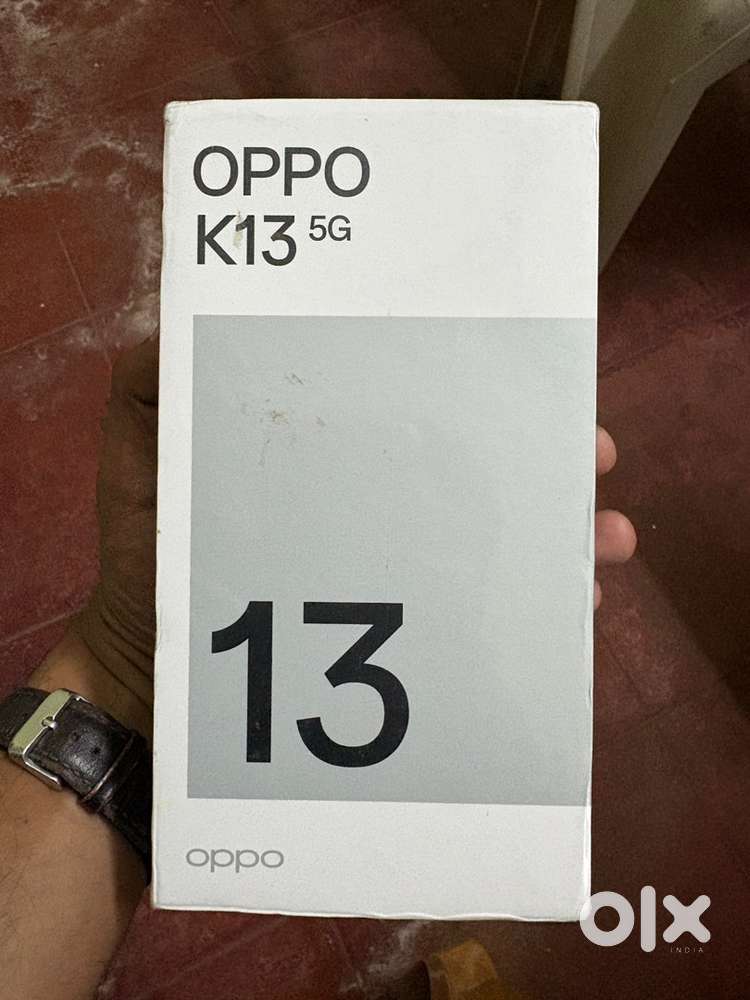 OPPO
K13 5G
13
oppo
olx
INDIA